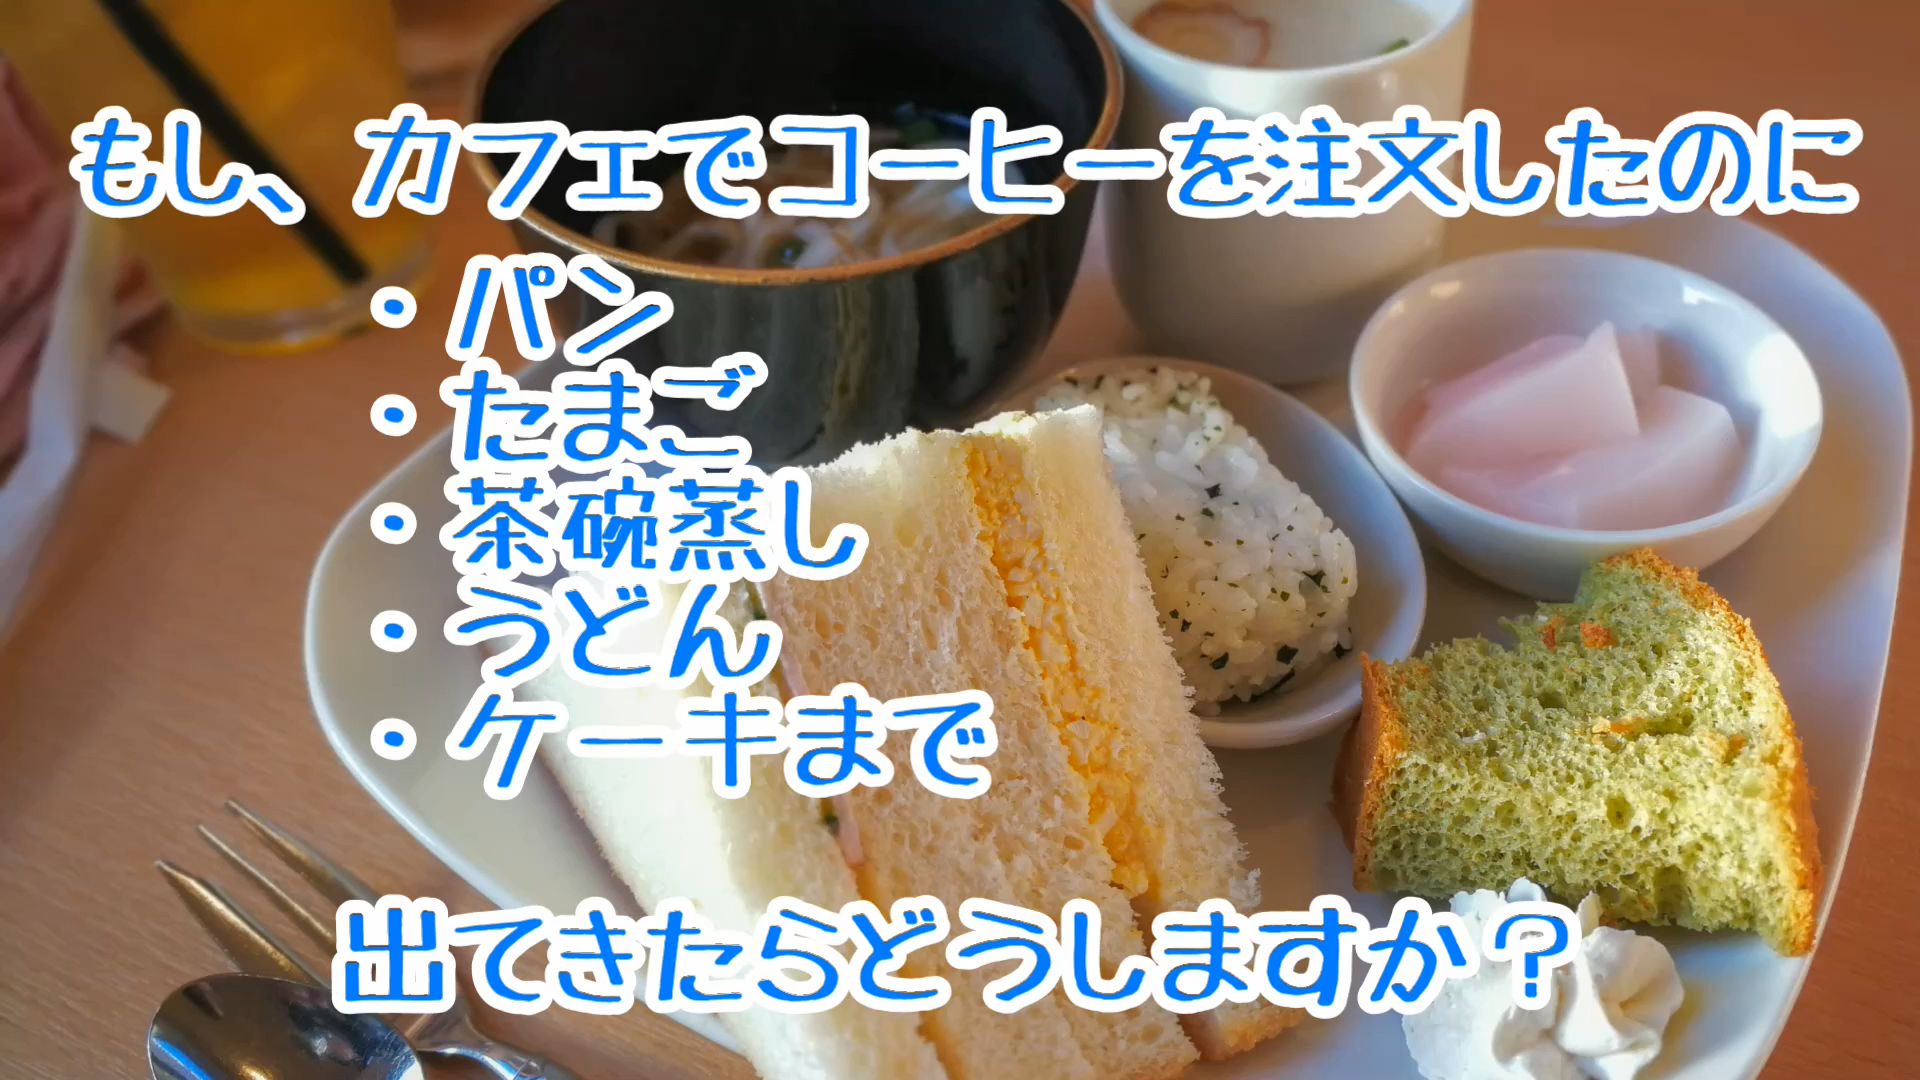 もし、カフェでコーヒーを注文したのに
・パン
・たまご
・茶碗蒸し
・うどん
・ケーキまで
出てきたらどうしますか？